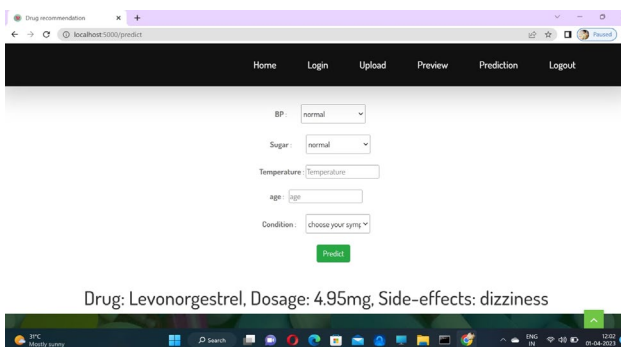 Drug recommendation
localhost:5000/predict
Paused
Home Login Upload Preview Prediction Logout
BP : normal
Sugar : normal
Temperature : Temperature
age : age
Condition : choose your symp
Predict
Drug: Levonorgestrel, Dosage: 4.95mg, Side-effects: dizziness
31°C
Mostly sunny
Search
ENG
IN
12:02
01-04-2023